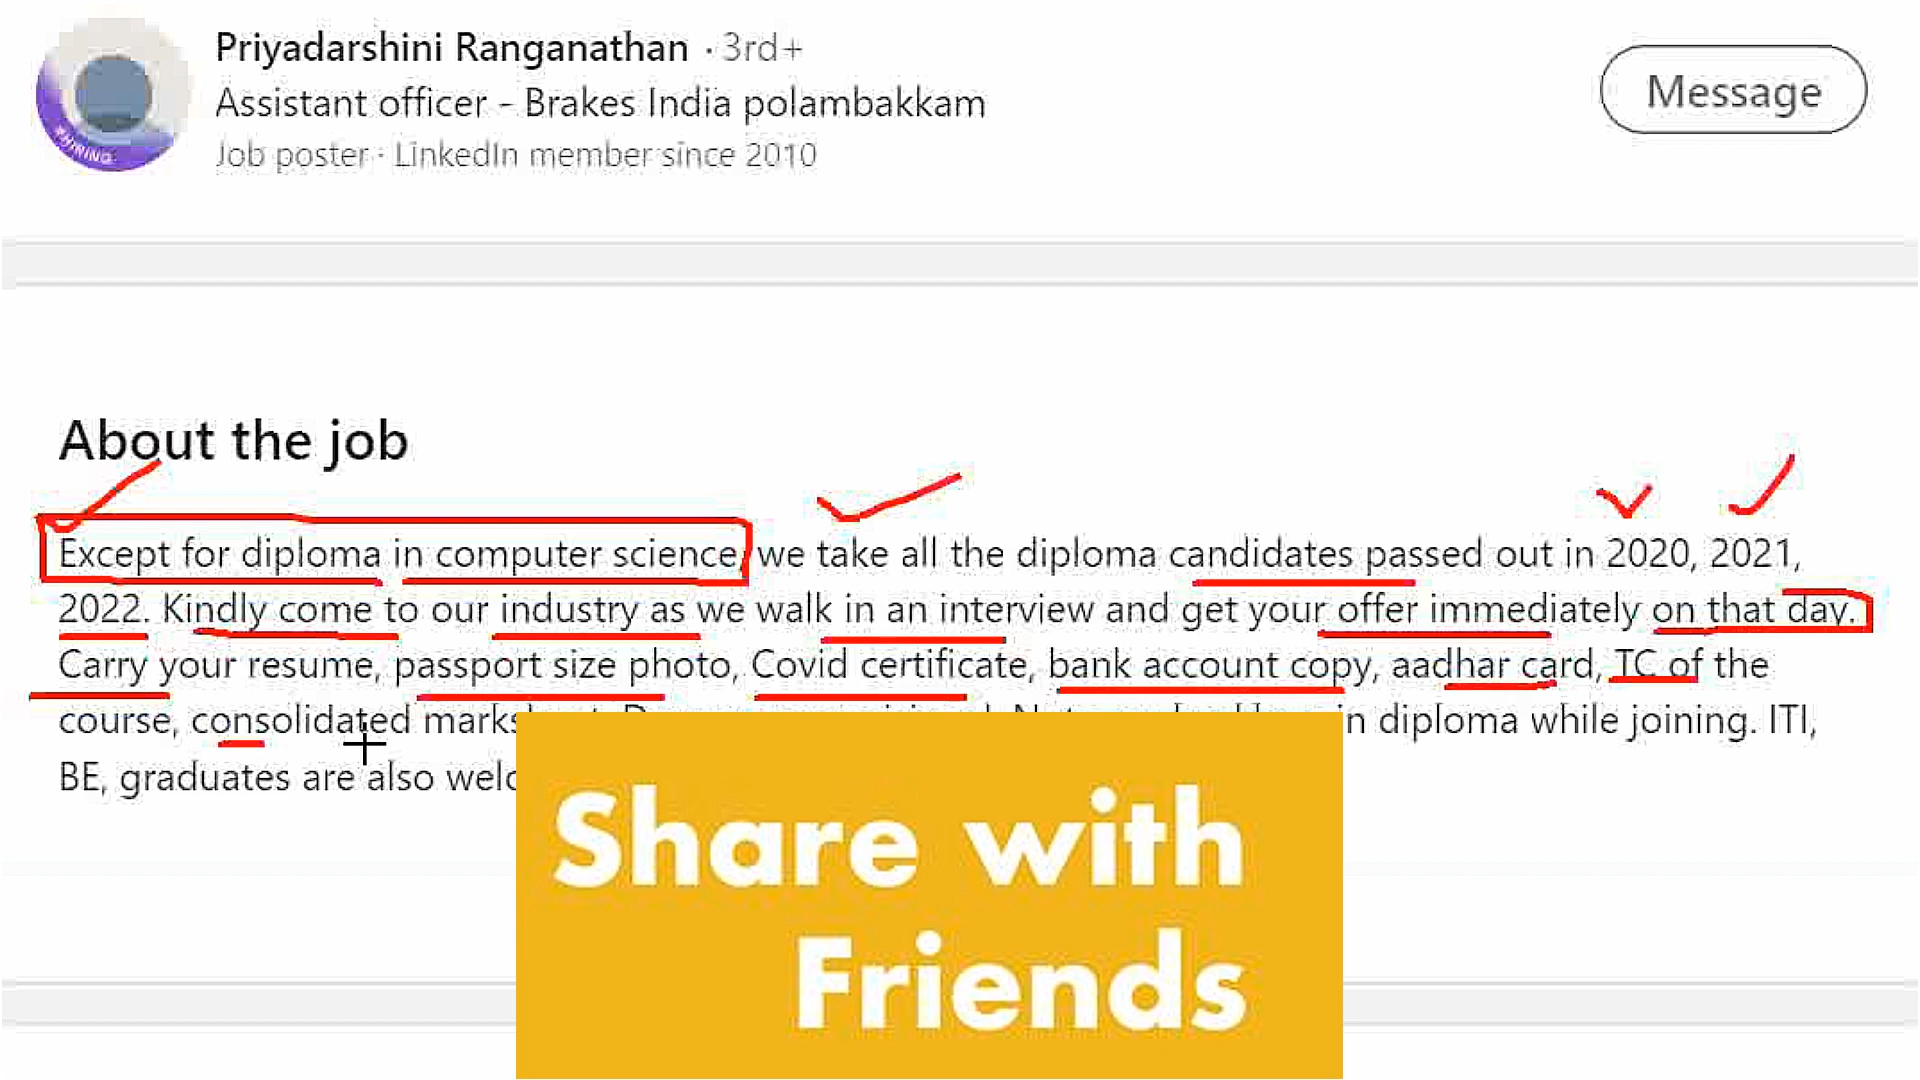 Priyadarshini Ranganathan · 3rd+
Assistant officer - Brakes India polambakkam
Job poster · LinkedIn member since 2010
#HIRING
Message
About the job
Except for diploma in computer science, we take all the diploma candidates passed out in 2020, 2021,
2022. Kindly come to our industry as we walk in an interview and get your offer immediately on that day.
Carry your resume, passport size photo, Covid certificate, bank account copy, aadhar card, TC of the
course, consolidated in diploma while joining. ITI,
BE, graduates are also
Share with
Friends